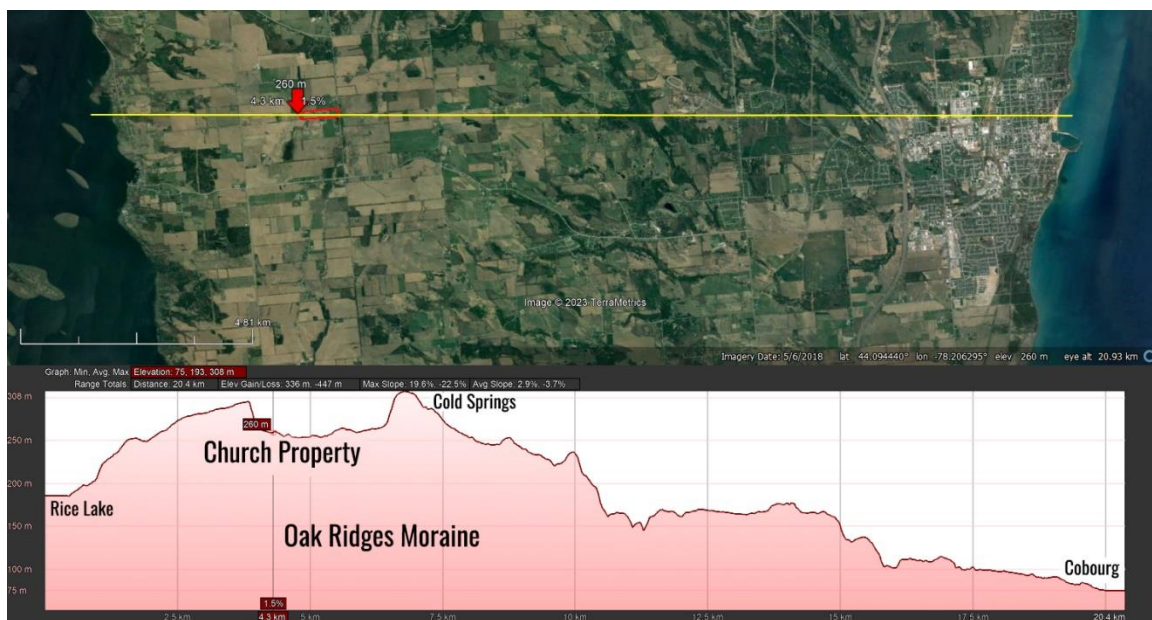 260 m
4.3 km 1.5%
Image © 2023 TerraMetrics
4.81 km
Imagery Date: 5/6/2018 lat 44.094440° lon -78.206295° elev 260 m eye alt 20.93 km
Graph: Min, Avg, Max Elevation: 75, 193, 308 m
Range Totals: Distance: 20.4 km Elev Gain/Loss: 336 m, -447 m Max Slope: 19.6%, -22.5% Avg Slope: 2.9%, -3.7%
308 m
Cold Springs
260 m
250 m
Church Property
200 m
Rice Lake
150 m
Oak Ridges Moraine
Cobourg
100 m
75 m
1.5%
2.5 km 4.3 km 5 km 7.5 km 10 km 12.5 km 15 km 17.5 km 20.4 km